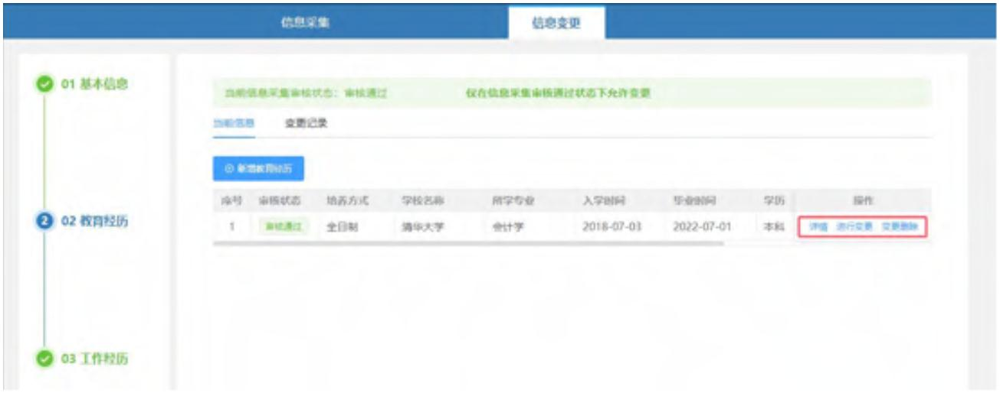 信息采集 信息变更
01 基本信息
当前信息采集审核状态：审核通过 仅在信息采集审核通过状态下允许变更
当前信息 变更记录
新增教育经历
序号 审核状态 培养方式 学校名称 所学专业 入学时间 毕业时间 学历 操作
2 02 教育经历
1 审核通过 全日制 清华大学 会计学 2018-07-03 2022-07-01 本科 详情 进行变更 变更删除
03 工作经历